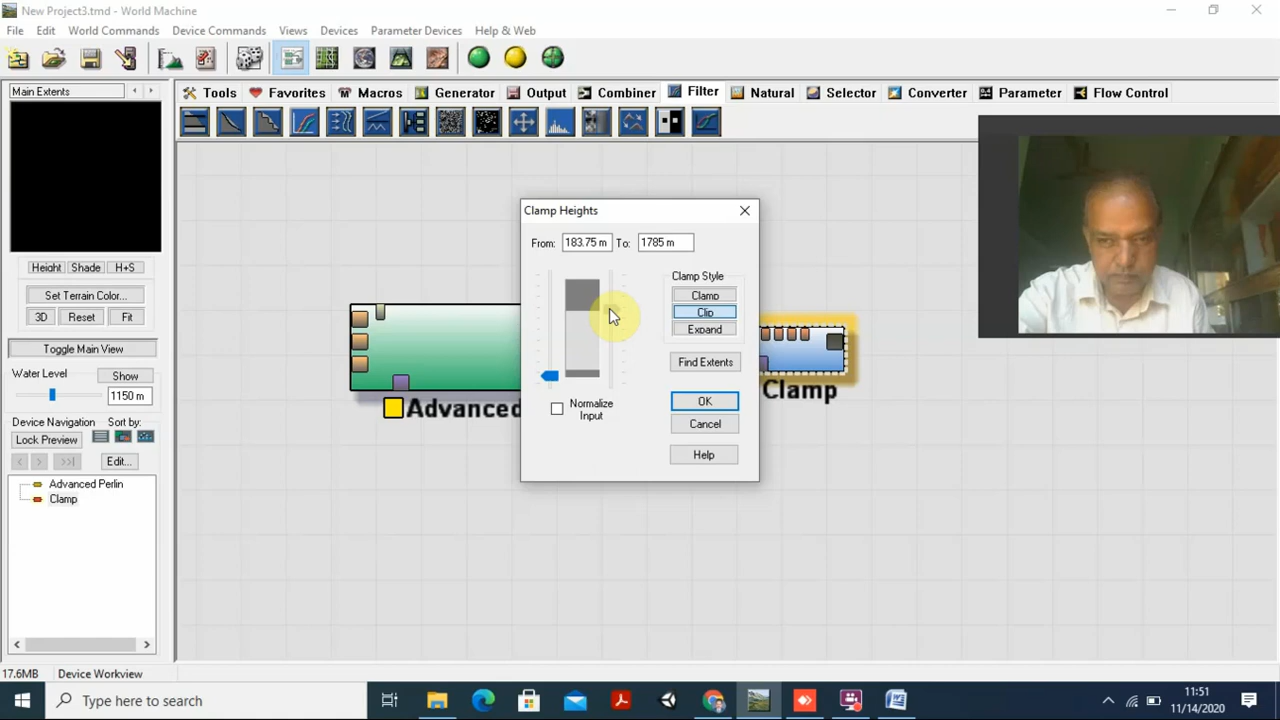 New Project3.tmd - World Machine
File Edit World Commands Device Commands Views Devices Parameter Devices Help & Web
Main Extents
Tools Favorites Macros Generator Output Combiner Filter Natural Selector Converter Parameter Flow Control
Clamp Heights
From: 183.75 m To: 1785 m
Clamp Style
Clamp
Clip
Expand
Find Extents
Normalize
Input
OK
Cancel
Help
Height Shade H+S
Set Terrain Color...
3D Reset Fit
Toggle Main View
Water Level Show
1150 m
Device Navigation Sort by:
Lock Preview
Edit...
Advanced Perlin
Clamp
Advanced
Clamp
17.6MB Device Workview
Type here to search
11:51
11/14/2020